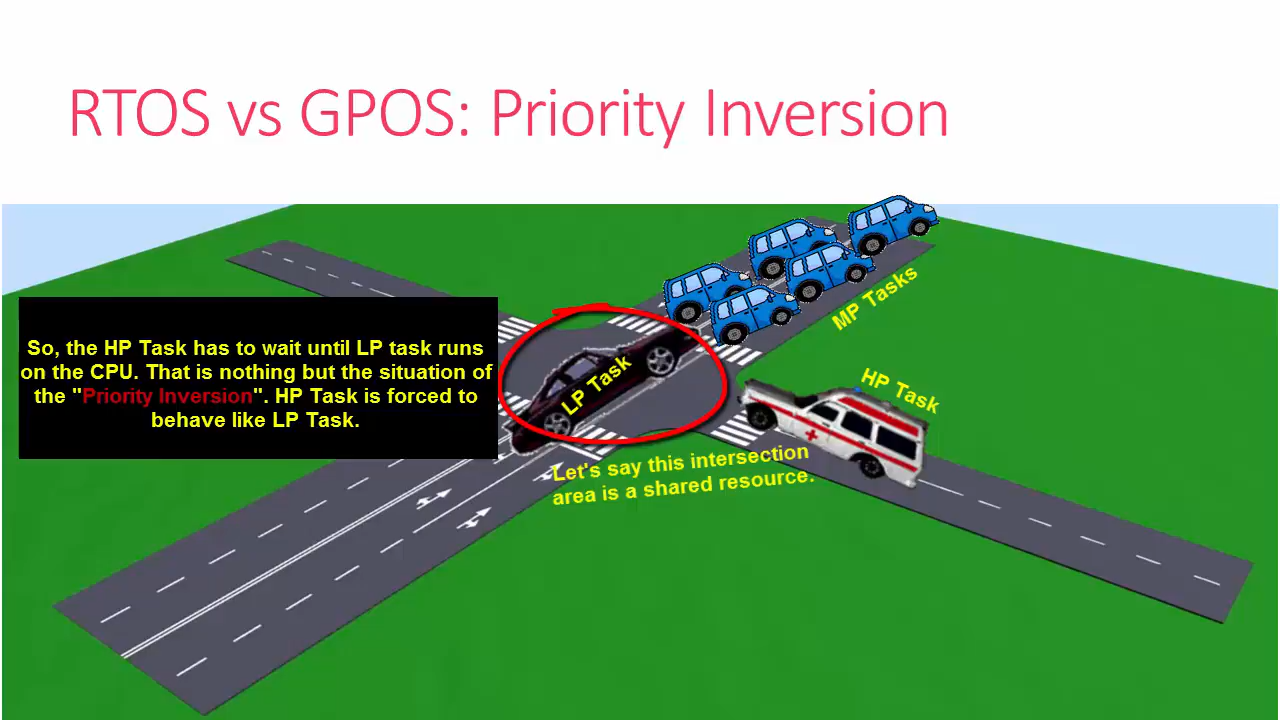 RTOS vs GPOS: Priority Inversion
MP Tasks
So, the HP Task has to wait until LP task runs
on the CPU. That is nothing but the situation of
the "Priority Inversion". HP Task is forced to
behave like LP Task.
LP Task
HP Task
Let's say this intersection
area is a shared resource.